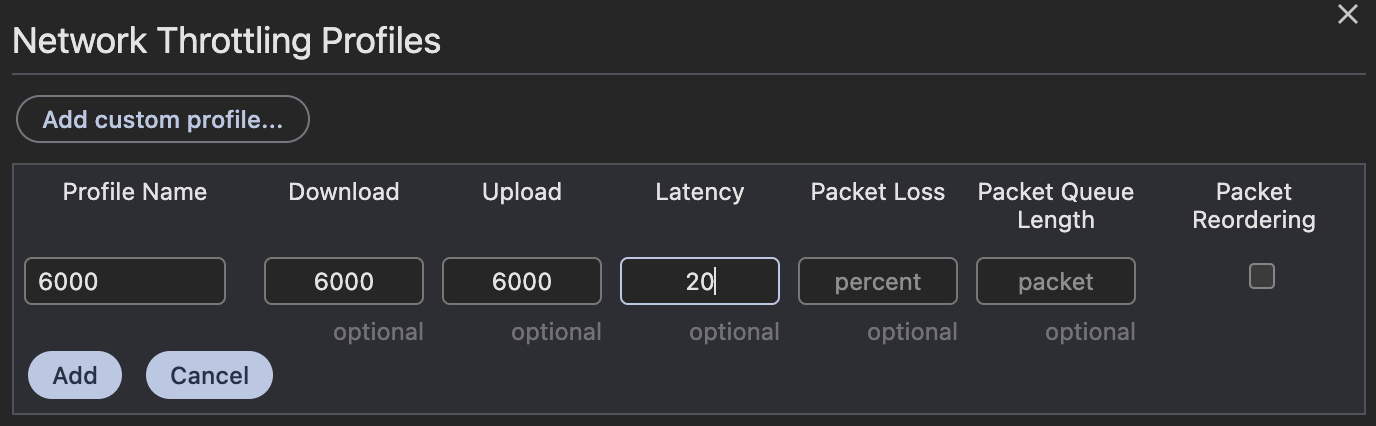 Network Throttling Profiles
Add custom profile...
Profile Name Download Upload Latency Packet Loss Packet Queue Length Packet Reordering
6000 6000 6000 20 percent packet
optional optional optional optional optional
Add Cancel